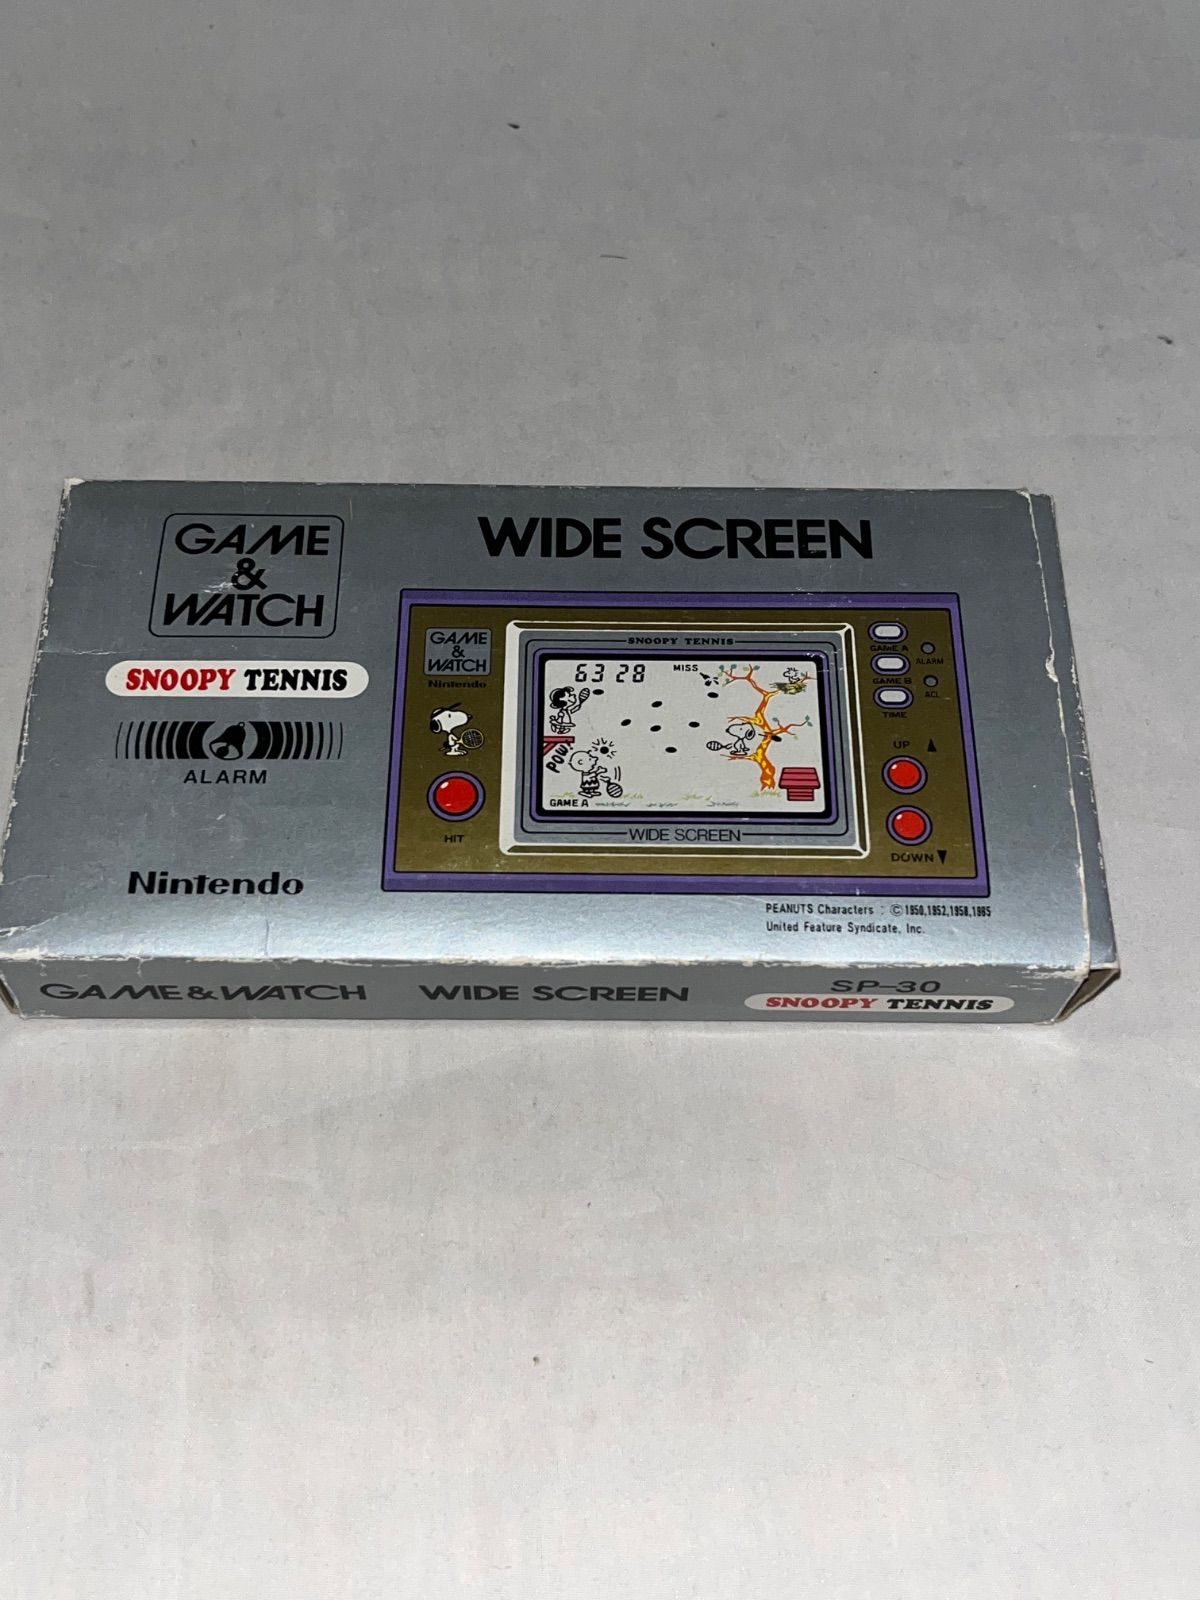 GAME
&
WATCH
WIDE SCREEN
SNOOPY TENNIS
ALARM
Nintendo
GAME
&
WATCH
Nintendo
HIT
SNOOPY TENNIS
63 28 MISS
POW!
GAME A
WIDE SCREEN
GAME A
ALARM
GAME B
ACL
TIME
UP ▲
DOWN ▼
PEANUTS Characters : © 1950,1952,1958,1965
United Feature Syndicate, Inc.
GAME & WATCH WIDE SCREEN SP-30
SNOOPY TENNIS